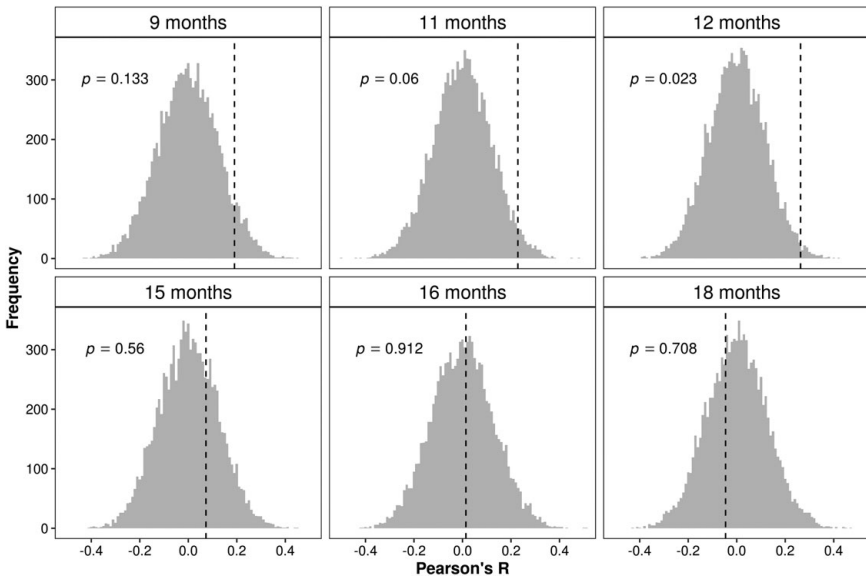 9 months
11 months
12 months
p = 0.133
p = 0.06
p = 0.023
300
200
100
0
15 months
16 months
18 months
p = 0.56
p = 0.912
p = 0.708
300
200
100
0
-0.4 -0.2 0.0 0.2 0.4
-0.4 -0.2 0.0 0.2 0.4
-0.4 -0.2 0.0 0.2 0.4
Frequency
Pearson's R